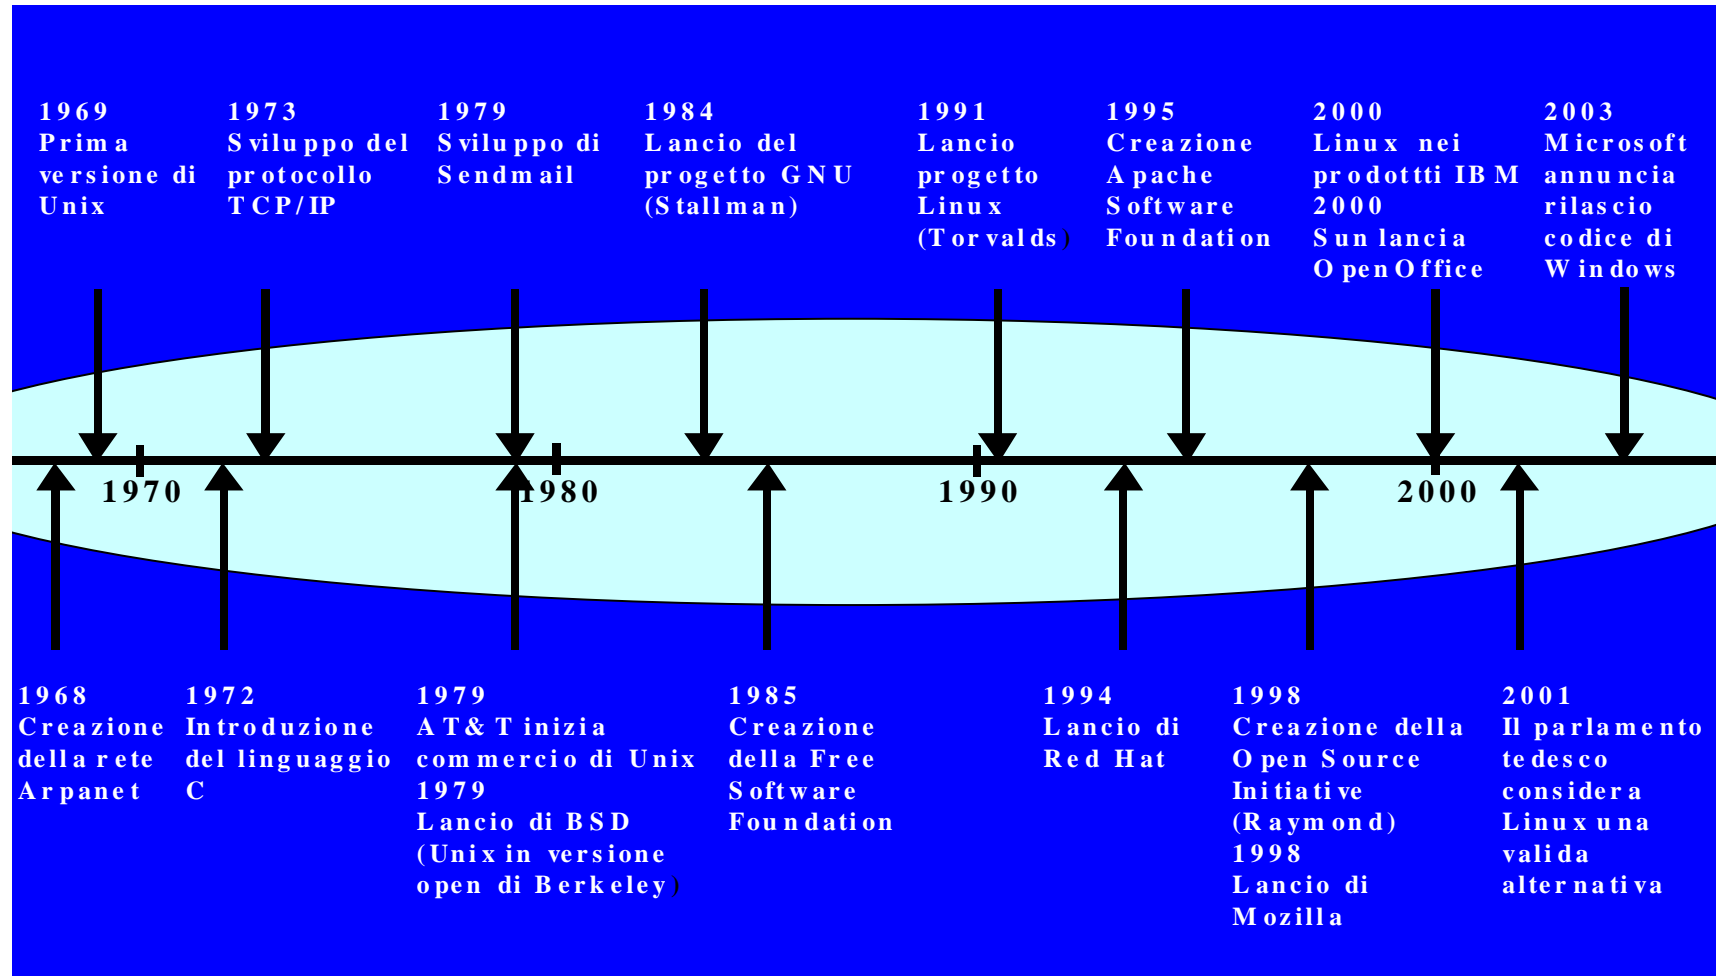 1969
Prima
versione di
Unix
1973
Sviluppo del
protocollo
TCP/IP
1979
Sviluppo di
Sendmail
1984
Lancio del
progetto GNU
(Stallman)
1991
Lancio
progetto
Linux
(Torvalds)
1995
Creazione
Apache
Software
Foundation
2000
Linux nei
prodottti IBM
2000
Sun lancia
OpenOffice
2003
Microsoft
annuncia
rilascio
codice di
Windows
1970
1980
1990
2000
1968
Creazione
della rete
Arpanet
1972
Introduzione
del linguaggio
C
1979
AT&T inizia
commercio di Unix
1979
Lancio di BSD
(Unix in versione
open di Berkeley)
1985
Creazione
della Free
Software
Foundation
1994
Lancio di
Red Hat
1998
Creazione della
Open Source
Initiative
(Raymond)
1998
Lancio di
Mozilla
2001
Il parlamento
tedesco
considera
Linux una
valida
alternativa